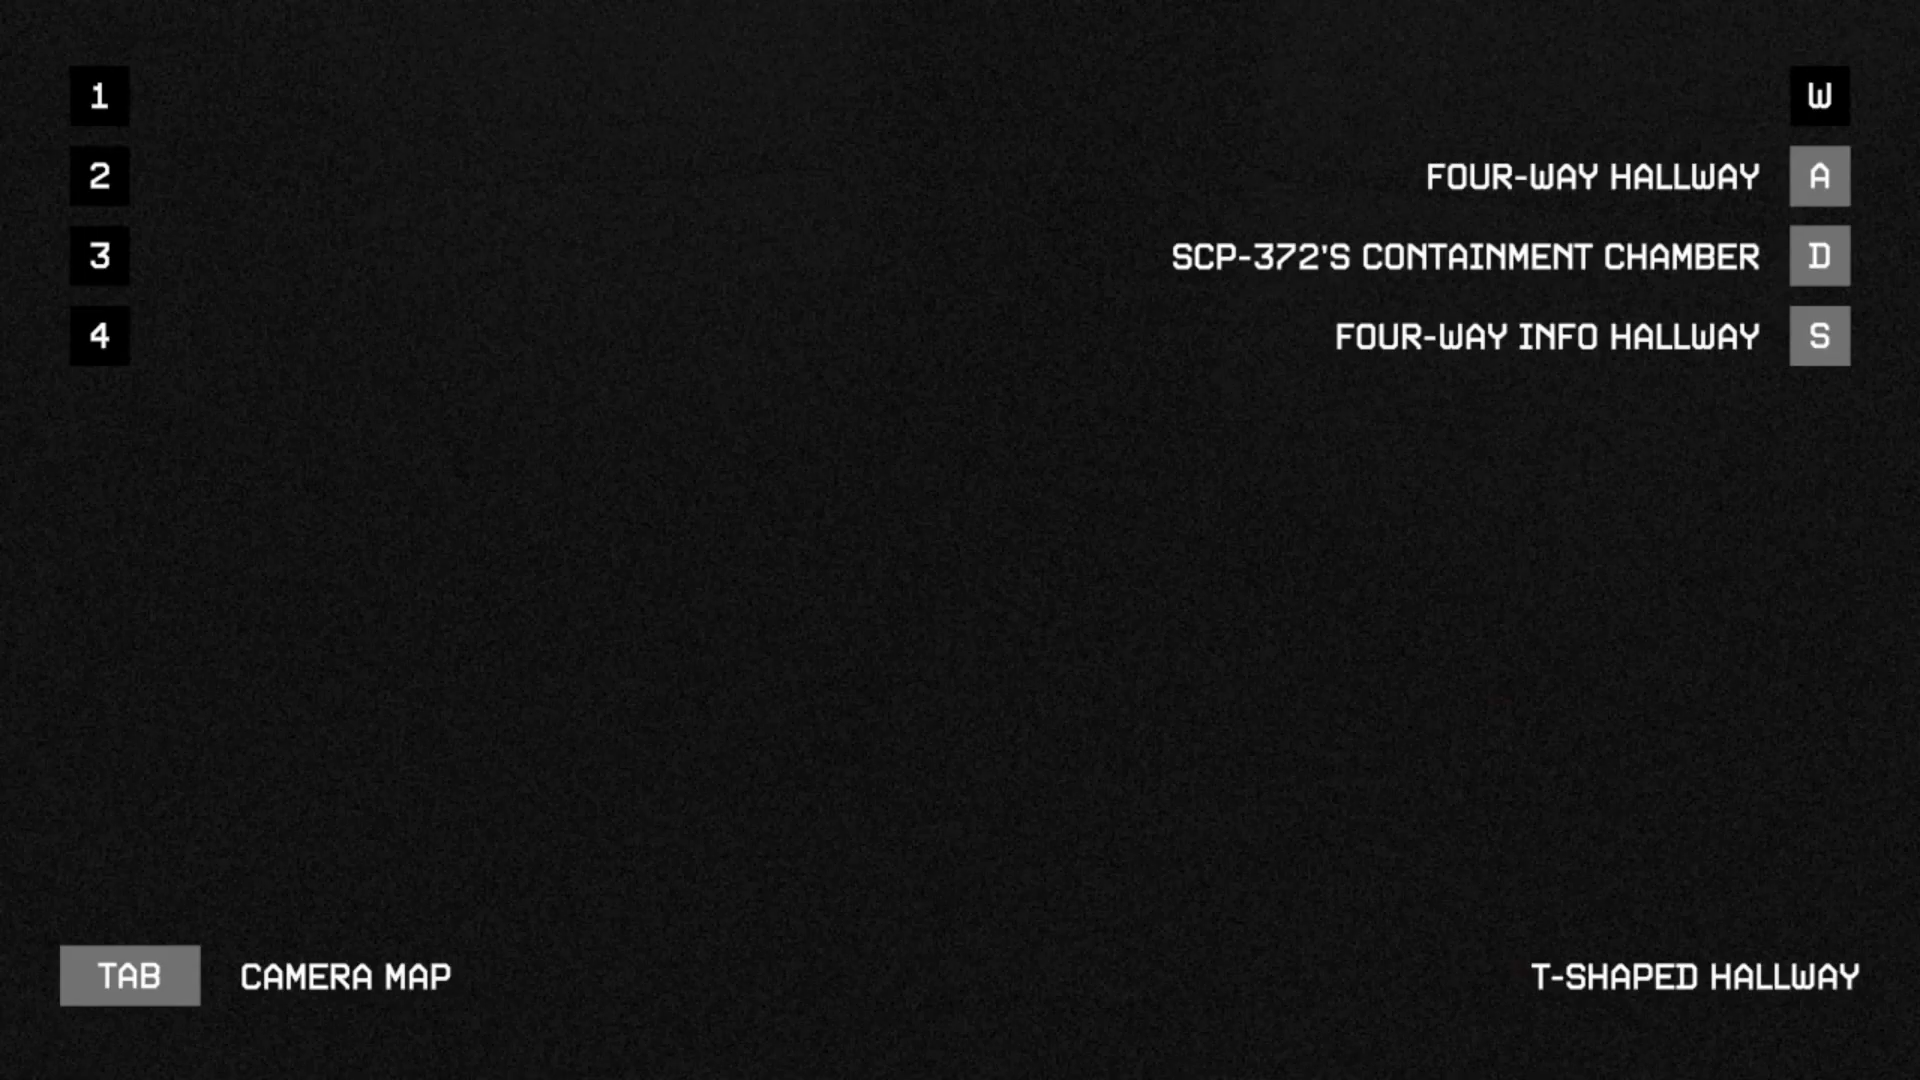 1
W
2
FOUR-WAY HALLWAY A
3
SCP-372'S CONTAINMENT CHAMBER D
4
FOUR-WAY INFO HALLWAY S
TAB CAMERA MAP
T-SHAPED HALLWAY